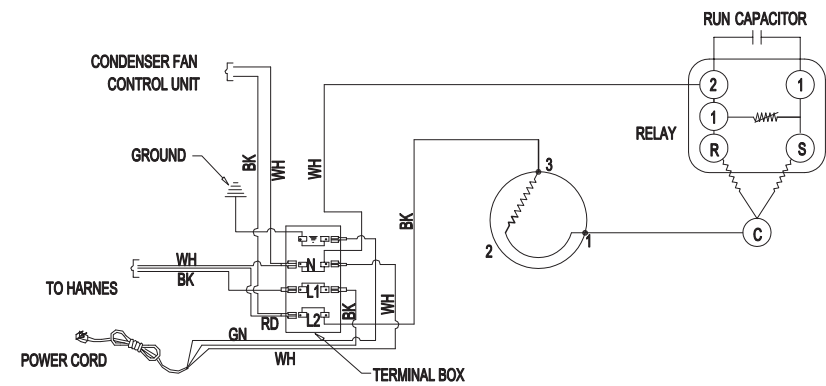 RUN CAPACITOR
CONDENSER FAN
CONTROL UNIT
2
1
1
RELAY
R
S
GROUND
BK
WH
WH
3
BK
2
1
C
N
WH
TO HARNES
BK
L1
BK
WH
RD
L2
GN
POWER CORD
WH
TERMINAL BOX